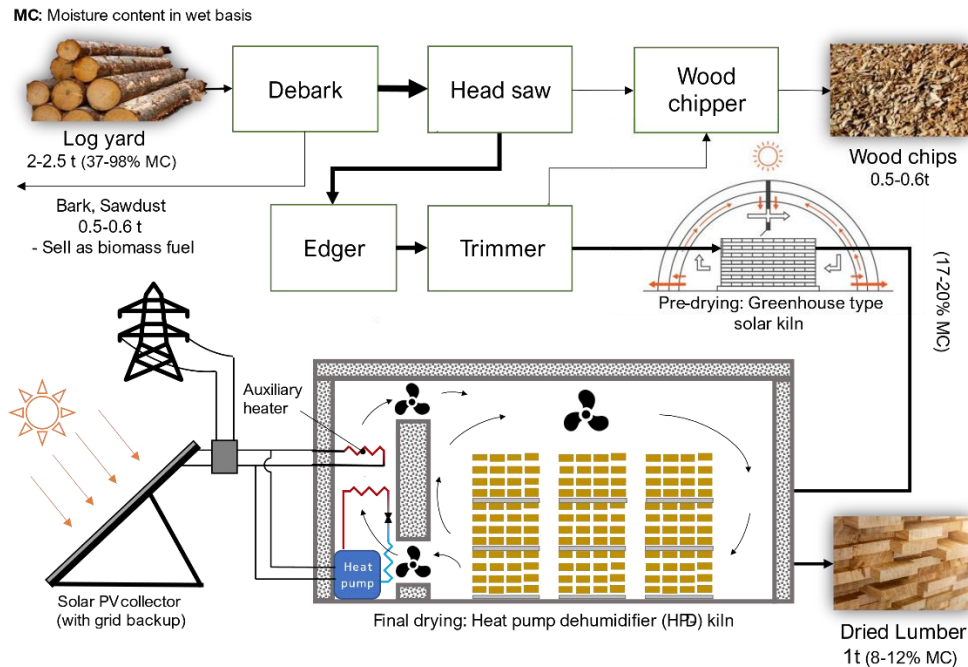 MC: Moisture content in wet basis
Debark
Head saw
Wood
chipper
Log yard
2-2.5 t (37-98% MC)
Wood chips
0.5-0.6t
Bark, Sawdust
0.5-0.6 t
- Sell as biomass fuel
Edger
Trimmer
(17-20% MC)
Pre-drying: Greenhouse type
solar kiln
Auxiliary
heater
Heat
pump
Solar PVcollector
(with grid backup)
Final drying: Heat pump dehumidifier (HPD) kiln
Dried Lumber
1t (8-12% MC)